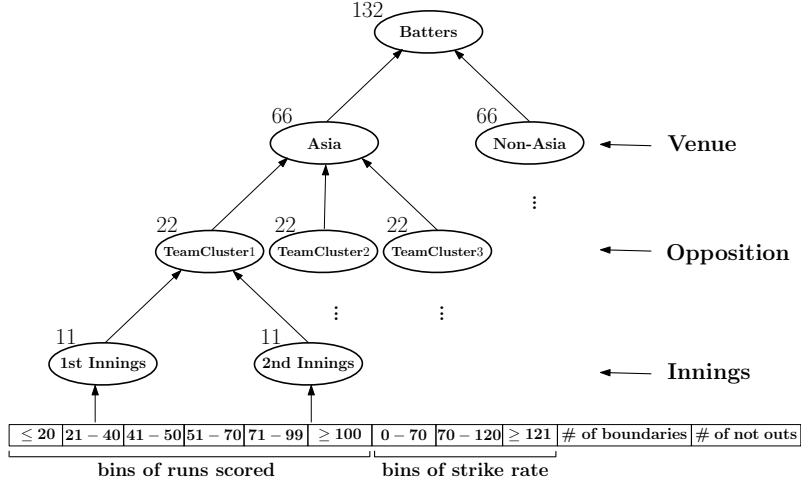 132
Batters
66
66
Asia
Non-Asia
Venue
22
22
22
TeamCluster1
TeamCluster2
TeamCluster3
Opposition
11
11
1st Innings
2nd Innings
Innings
≤ 20 21 – 40 41 – 50 51 – 70 71 – 99 ≥ 100 0 – 70 70 – 120 ≥ 121 # of boundaries # of not outs
bins of runs scored
bins of strike rate